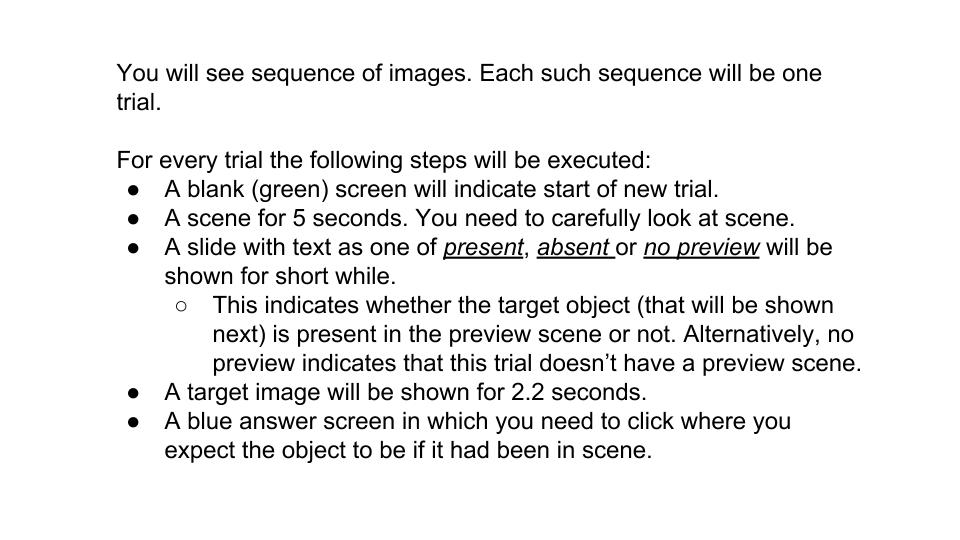 You will see sequence of images. Each such sequence will be one
trial.
For every trial the following steps will be executed:
● A blank (green) screen will indicate start of new trial.
● A scene for 5 seconds. You need to carefully look at scene.
● A slide with text as one of present, absent or no preview will be
shown for short while.
○ This indicates whether the target object (that will be shown
next) is present in the preview scene or not. Alternatively, no
preview indicates that this trial doesn’t have a preview scene.
● A target image will be shown for 2.2 seconds.
● A blue answer screen in which you need to click where you
expect the object to be if it had been in scene.